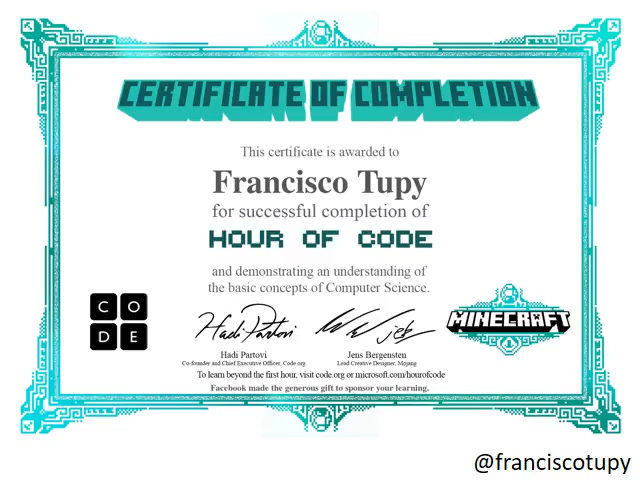 CERTIFICATE OF COMPLETION
This certificate is awarded to
Francisco Tupy
for successful completion of
HOUR OF CODE
and demonstrating an understanding of
the basic concepts of Computer Science.
C O
D E
MINECRAFT
Hadi Partovi
Co-founder and Chief Executive Officer, Code.org
Jens Bergensten
Lead Creative Designer, Mojang
To learn beyond the first hour, visit code.org or microsoft.com/hourofcode
Facebook made the generous gift to sponsor your learning.
@franciscotupy